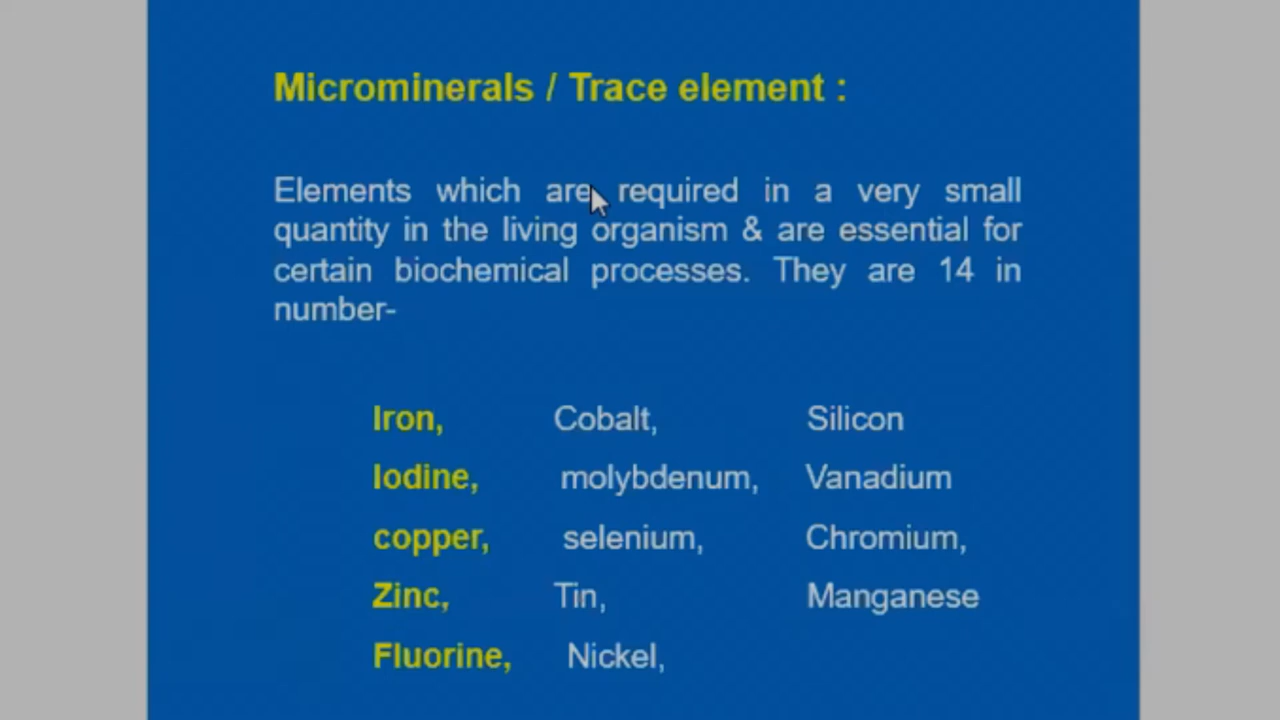 Microminerals / Trace element :
Elements which are required in a very small
quantity in the living organism & are essential for
certain biochemical processes. They are 14 in
number-
Iron, Cobalt, Silicon
Iodine, molybdenum, Vanadium
copper, selenium, Chromium,
Zinc, Tin, Manganese
Fluorine, Nickel,